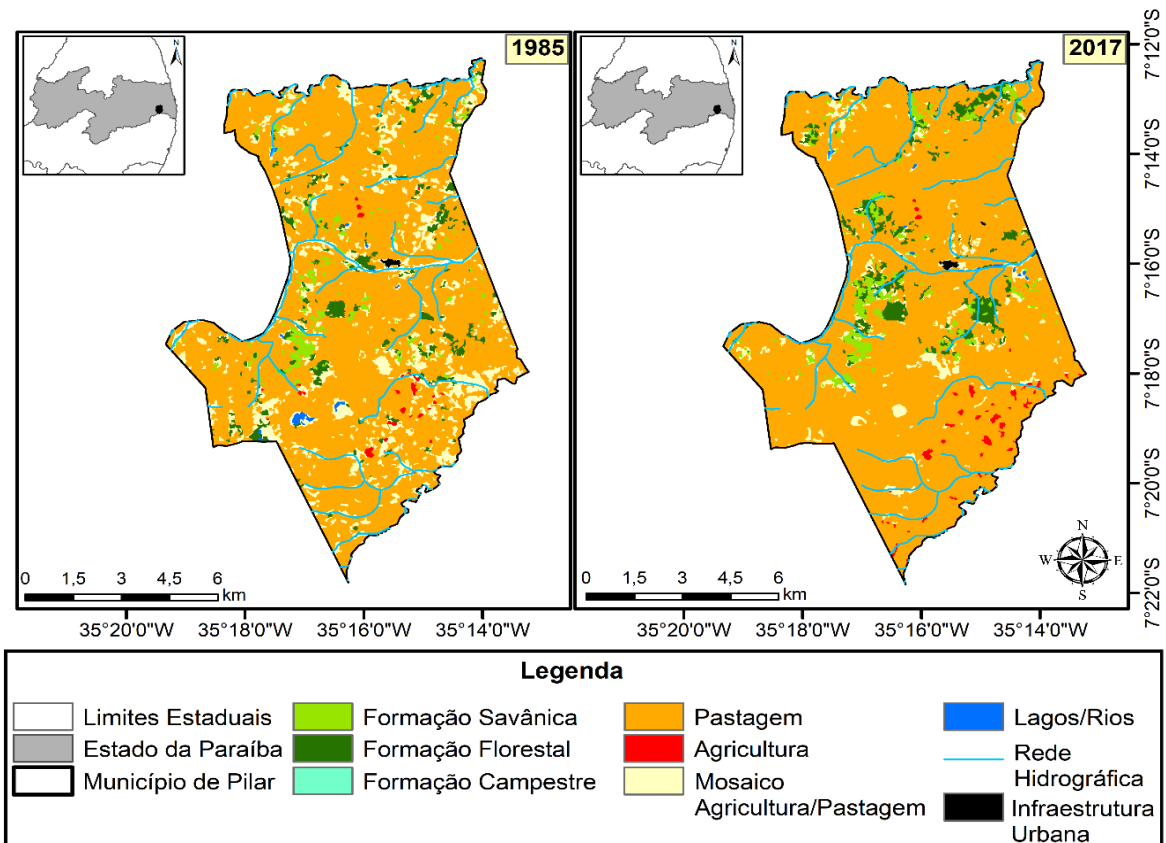 1985
2017
N
N
7°12'0"S
7°14'0"S
7°16'0"S
7°18'0"S
7°20'0"S
7°22'0"S
N
W
E
S
0 1,5 3 4,5 6
km
0 1,5 3 4,5 6
km
35°20'0"W 35°18'0"W 35°16'0"W 35°14'0"W
35°20'0"W 35°18'0"W 35°16'0"W 35°14'0"W
Legenda
Limites Estaduais
Estado da Paraíba
Município de Pilar
Formação Savânica
Formação Florestal
Formação Campestre
Pastagem
Agricultura
Mosaico
Agricultura/Pastagem
Lagos/Rios
Rede
Hidrográfica
Infraestrutura
Urbana